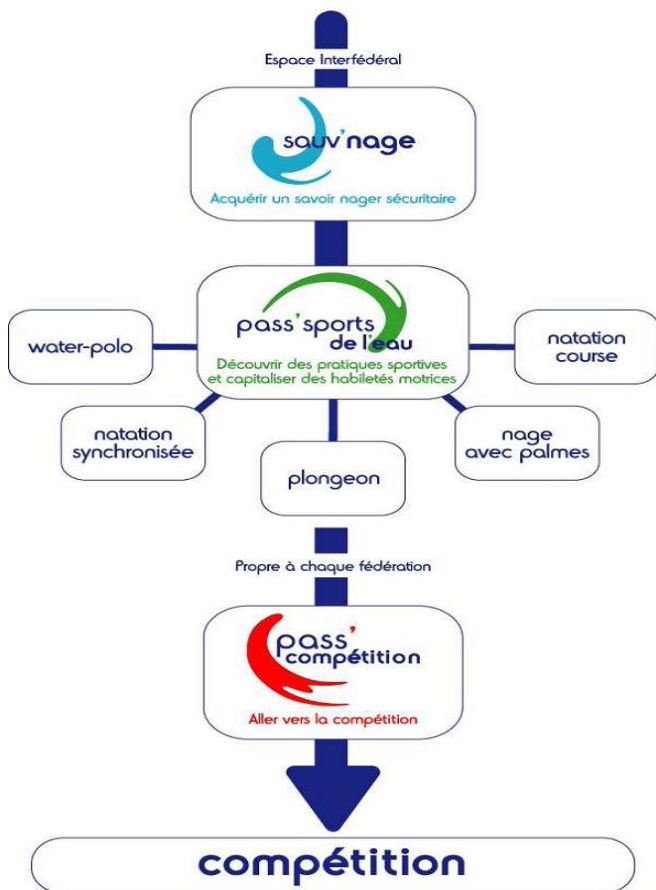 Espace Interfédéral
sauv'nage
Acquérir un savoir nager sécuritaire
pass'sports
de l'eau
Découvrir des pratiques sportives
et capitaliser des habiletés motrices
water-polo
natation
course
natation
synchronisée
nage
avec palmes
plongeon
Propre à chaque fédération
pass'
compétition
Aller vers la compétition
compétition